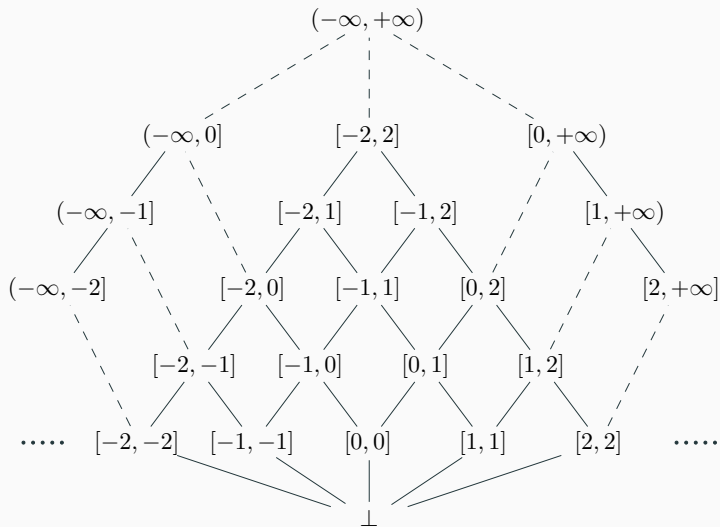 (−∞, +∞)
(−∞, 0] [−2, 2] [0, +∞)
(−∞, −1] [−2, 1] [−1, 2] [1, +∞)
(−∞, −2] [−2, 0] [−1, 1] [0, 2] [2, +∞]
[−2, −1] [−1, 0] [0, 1] [1, 2]
····· [−2, −2] [−1, −1] [0, 0] [1, 1] [2, 2] ·····
⊥